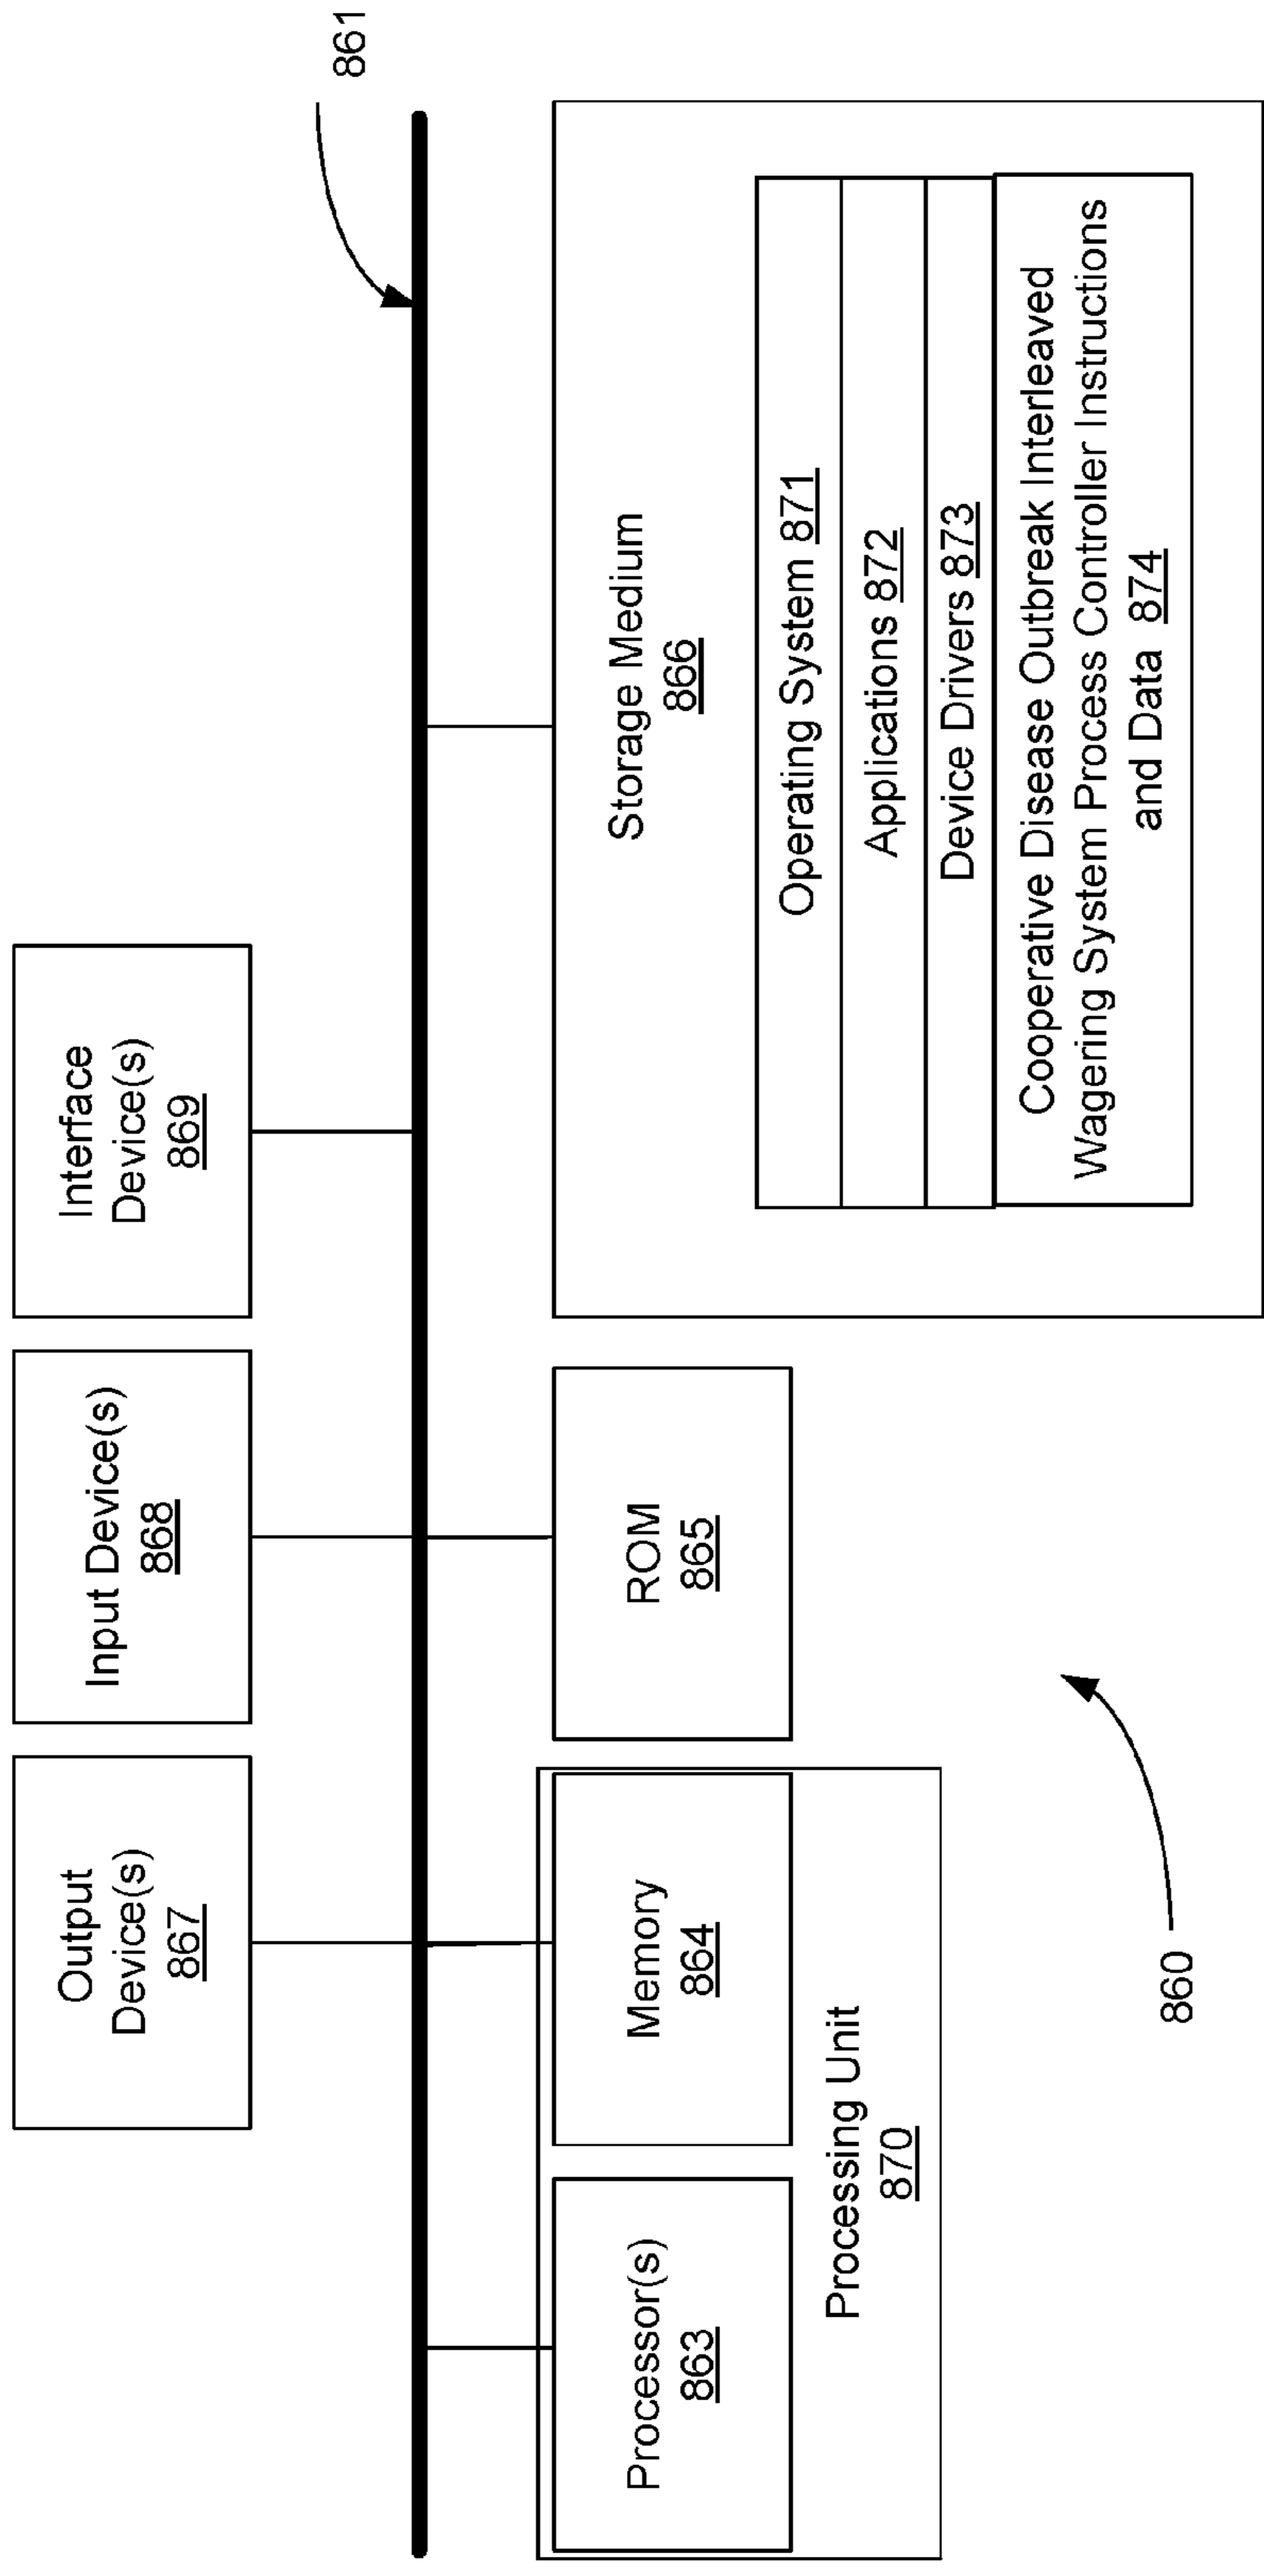 861
Output
Device(s)
867
Input Device(s)
868
Interface
Device(s)
869
Processor(s)
863
Memory
864
Processing Unit
870
ROM
865
Storage Medium
866
Operating System 871
Applications 872
Device Drivers 873
Cooperative Disease Outbreak Interleaved
Wagering System Process Controller Instructions
and Data 874
860